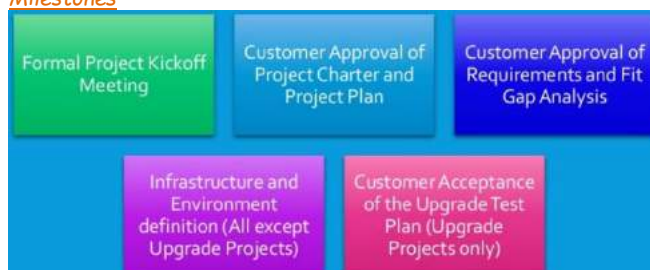 Milestones
Formal Project Kickoff
Meeting
Customer Approval of
Project Charter and
Project Plan
Customer Approval of
Requirements and Fit
Gap Analysis
Infrastructure and
Environment
definition (All except
Upgrade Projects)
Customer Acceptance
of the Upgrade Test
Plan (Upgrade
Projects only)